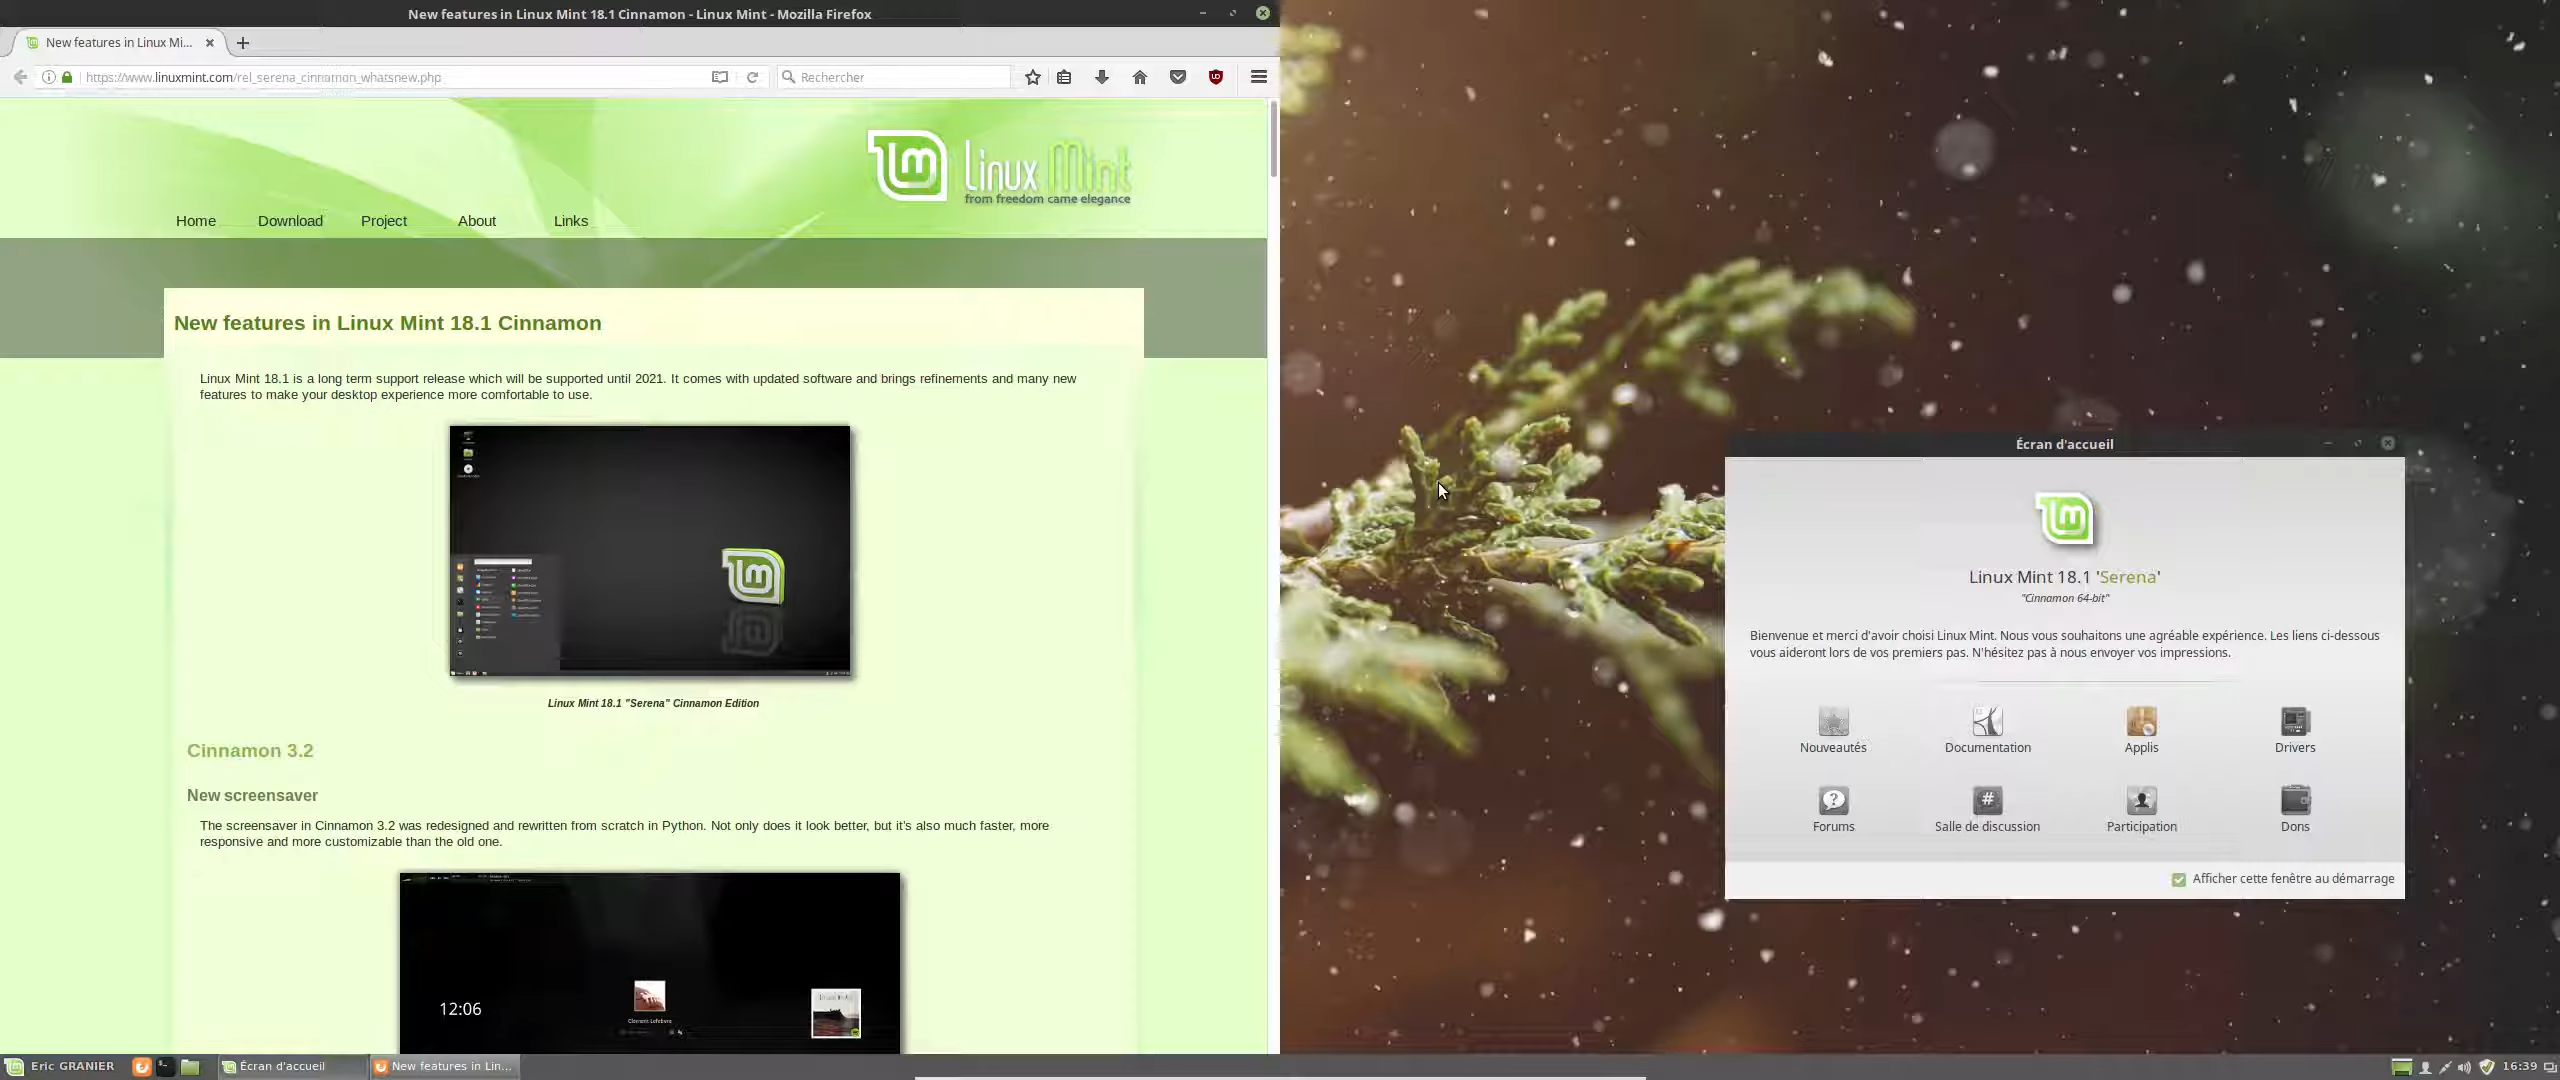 New features in Linux Mint 18.1 Cinnamon - Linux Mint - Mozilla Firefox
New features in Linux Mi...
https://www.linuxmint.com/rel_serena_cinnamon_whatsnew.php
Rechercher
Linux Mint
from freedom came elegance
Home
Download
Project
About
Links
New features in Linux Mint 18.1 Cinnamon
Linux Mint 18.1 is a long term support release which will be supported until 2021. It comes with updated software and brings refinements and many new
features to make your desktop experience more comfortable to use.
Linux Mint 18.1 "Serena" Cinnamon Edition
Cinnamon 3.2
New screensaver
The screensaver in Cinnamon 3.2 was redesigned and rewritten from scratch in Python. Not only does it look better, but it's also much faster, more
responsive and more customizable than the old one.
12:06
Clement Lefebvre
Écran d'accueil
Linux Mint 18.1 'Serena'
"Cinnamon 64-bit"
Bienvenue et merci d'avoir choisi Linux Mint. Nous vous souhaitons une agréable expérience. Les liens ci-dessous
vous aideront lors de vos premiers pas. N'hésitez pas à nous envoyer vos impressions.
Nouveautés
Documentation
Applis
Drivers
Forums
Salle de discussion
Participation
Dons
Afficher cette fenêtre au démarrage
Eric GRANIER
Écran d'accueil
New features in Lin...
16:39